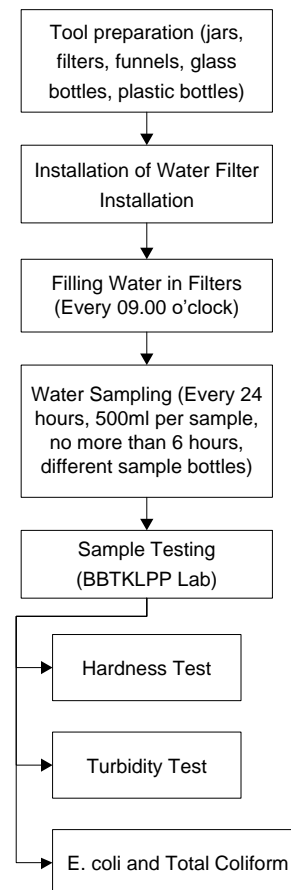 Tool preparation (jars,
filters, funnels, glass
bottles, plastic bottles)
Installation of Water Filter
Installation
Filling Water in Filters
(Every 09.00 o'clock)
Water Sampling (Every 24
hours, 500ml per sample,
no more than 6 hours,
different sample bottles)
Sample Testing
(BBTKLPP Lab)
Hardness Test
Turbidity Test
E. coli and Total Coliform